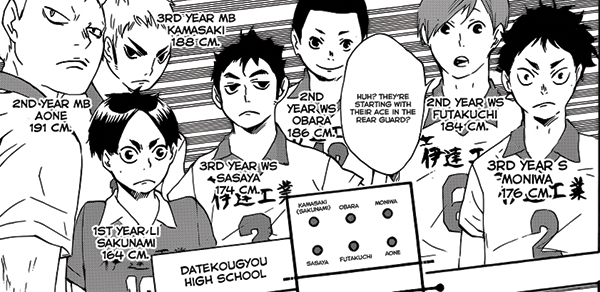 3RD YEAR MB
KAMASAKI
188 CM.
2ND YEAR MB
AONE
191 CM.
1ST YEAR LI
SAKUNAMI
164 CM.
3RD YEAR WS
SASAYA
174 CM.
伊達工業
2
2ND
YEAR WS
OBARA
186 CM.
HUH? THEY'RE
STARTING WITH
THEIR ACE IN THE
REAR GUARD?
2ND YEAR WS
FUTAKUCHI
184 CM.
伊達工業
6
3RD YEAR S
MONIWA
176 CM.
2
KAMASAKI
(SAKUNAMI)
OBARA
MONIWA
SASAYA
FUTAKUCHI
AONE
DATEKOUGYOU
HIGH SCHOOL